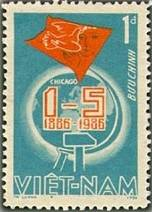 1đ
BƯU CHÍNH
CHICAGO
1-5
1886-1986
VIỆT-NAM